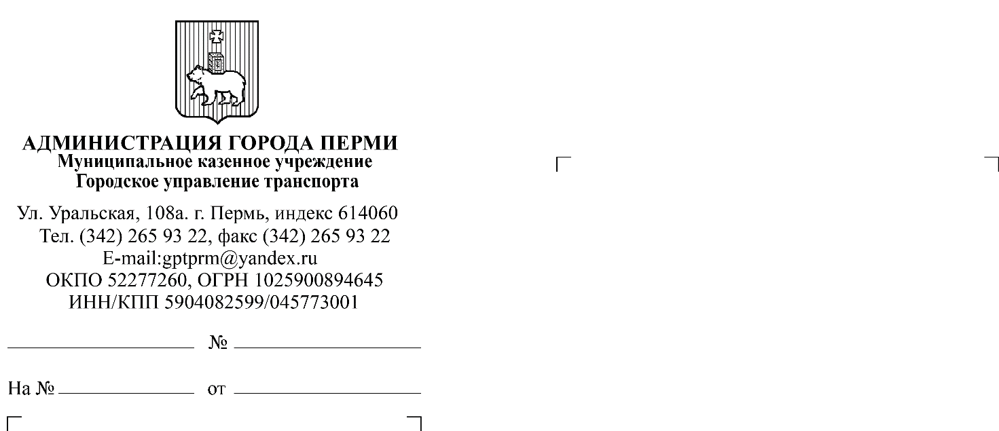 АДМИНИСТРАЦИЯ ГОРОДА ПЕРМИ
Муниципальное казенное учреждение
Городское управление транспорта
Ул. Уральская, 108а. г. Пермь, индекс 614060
Тел. (342) 265 93 22, факс (342) 265 93 22
E-mail:gptprm@yandex.ru
ОКПО 52277260, ОГРН 1025900894645
ИНН/КПП 5904082599/045773001
№
На № от